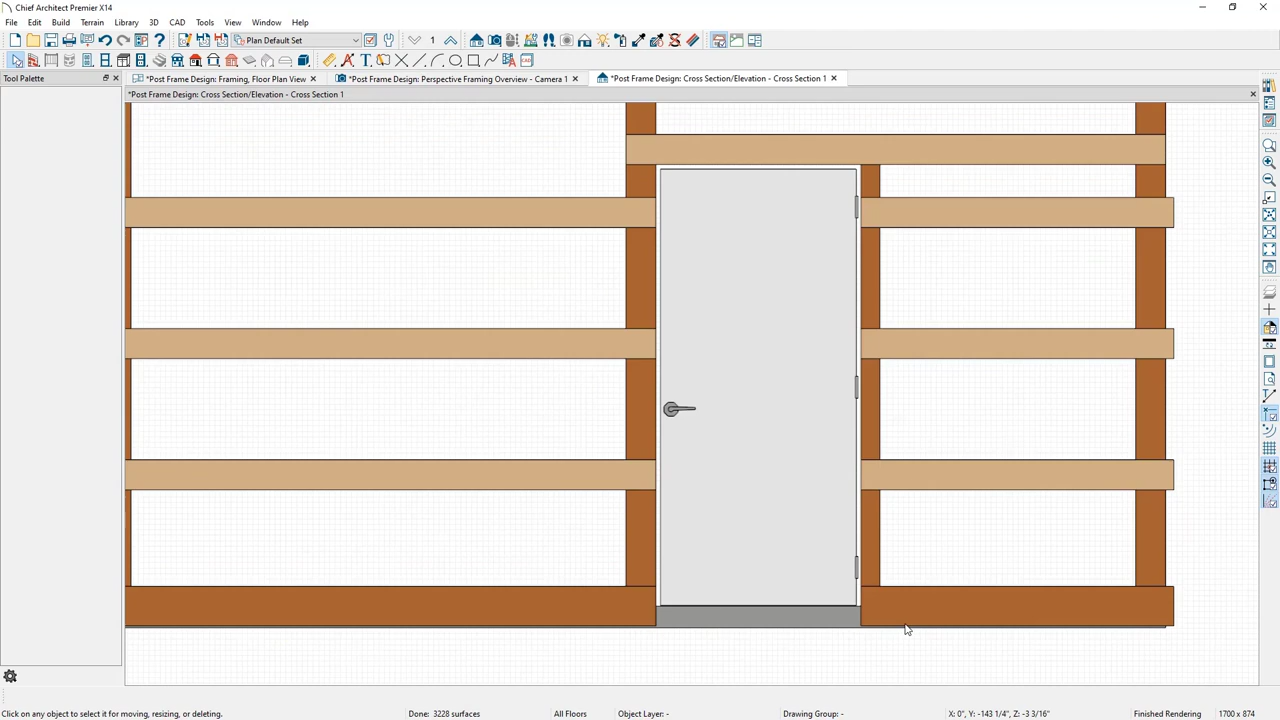 Chief Architect Premier X14
File Edit Build Terrain Library 3D CAD Tools View Window Help
Plan Default Set
1
Tool Palette
*Post Frame Design: Framing, Floor Plan View
*Post Frame Design: Perspective Framing Overview - Camera 1
*Post Frame Design: Cross Section/Elevation - Cross Section 1
*Post Frame Design: Cross Section/Elevation - Cross Section 1
Click on any object to select it for moving, resizing, or deleting.
Done: 3228 surfaces
All Floors
Object Layer: -
Drawing Group: -
X: 0", Y: -143 1/4", Z: -3 3/16"
Finished Rendering
1700 x 874